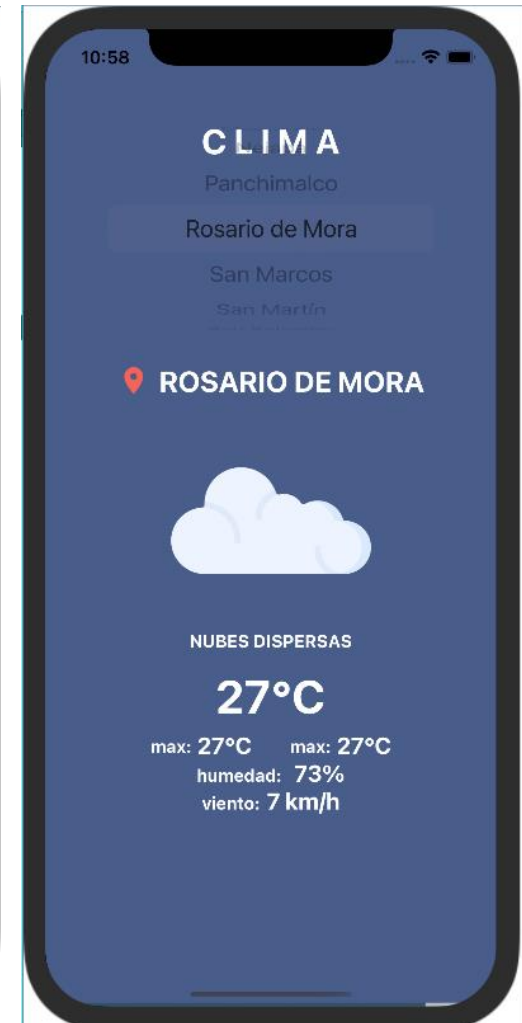 10:58
CLIMA
Panchimalco
Rosario de Mora
San Marcos
San Martín
ROSARIO DE MORA
NUBES DISPERSAS
27°C
max: 27°C max: 27°C
humedad: 73%
viento: 7 km/h